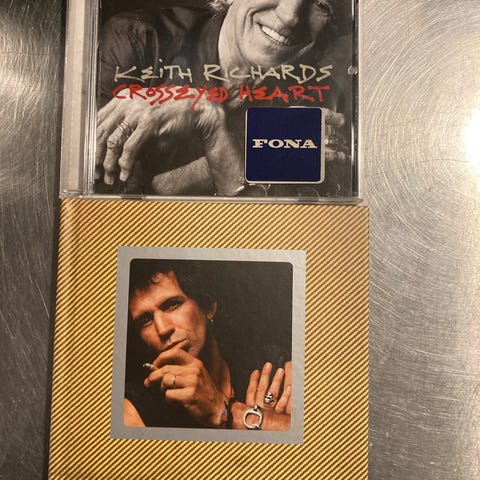 KEITH RICHARDS
CROSSEYED HEART
FONA